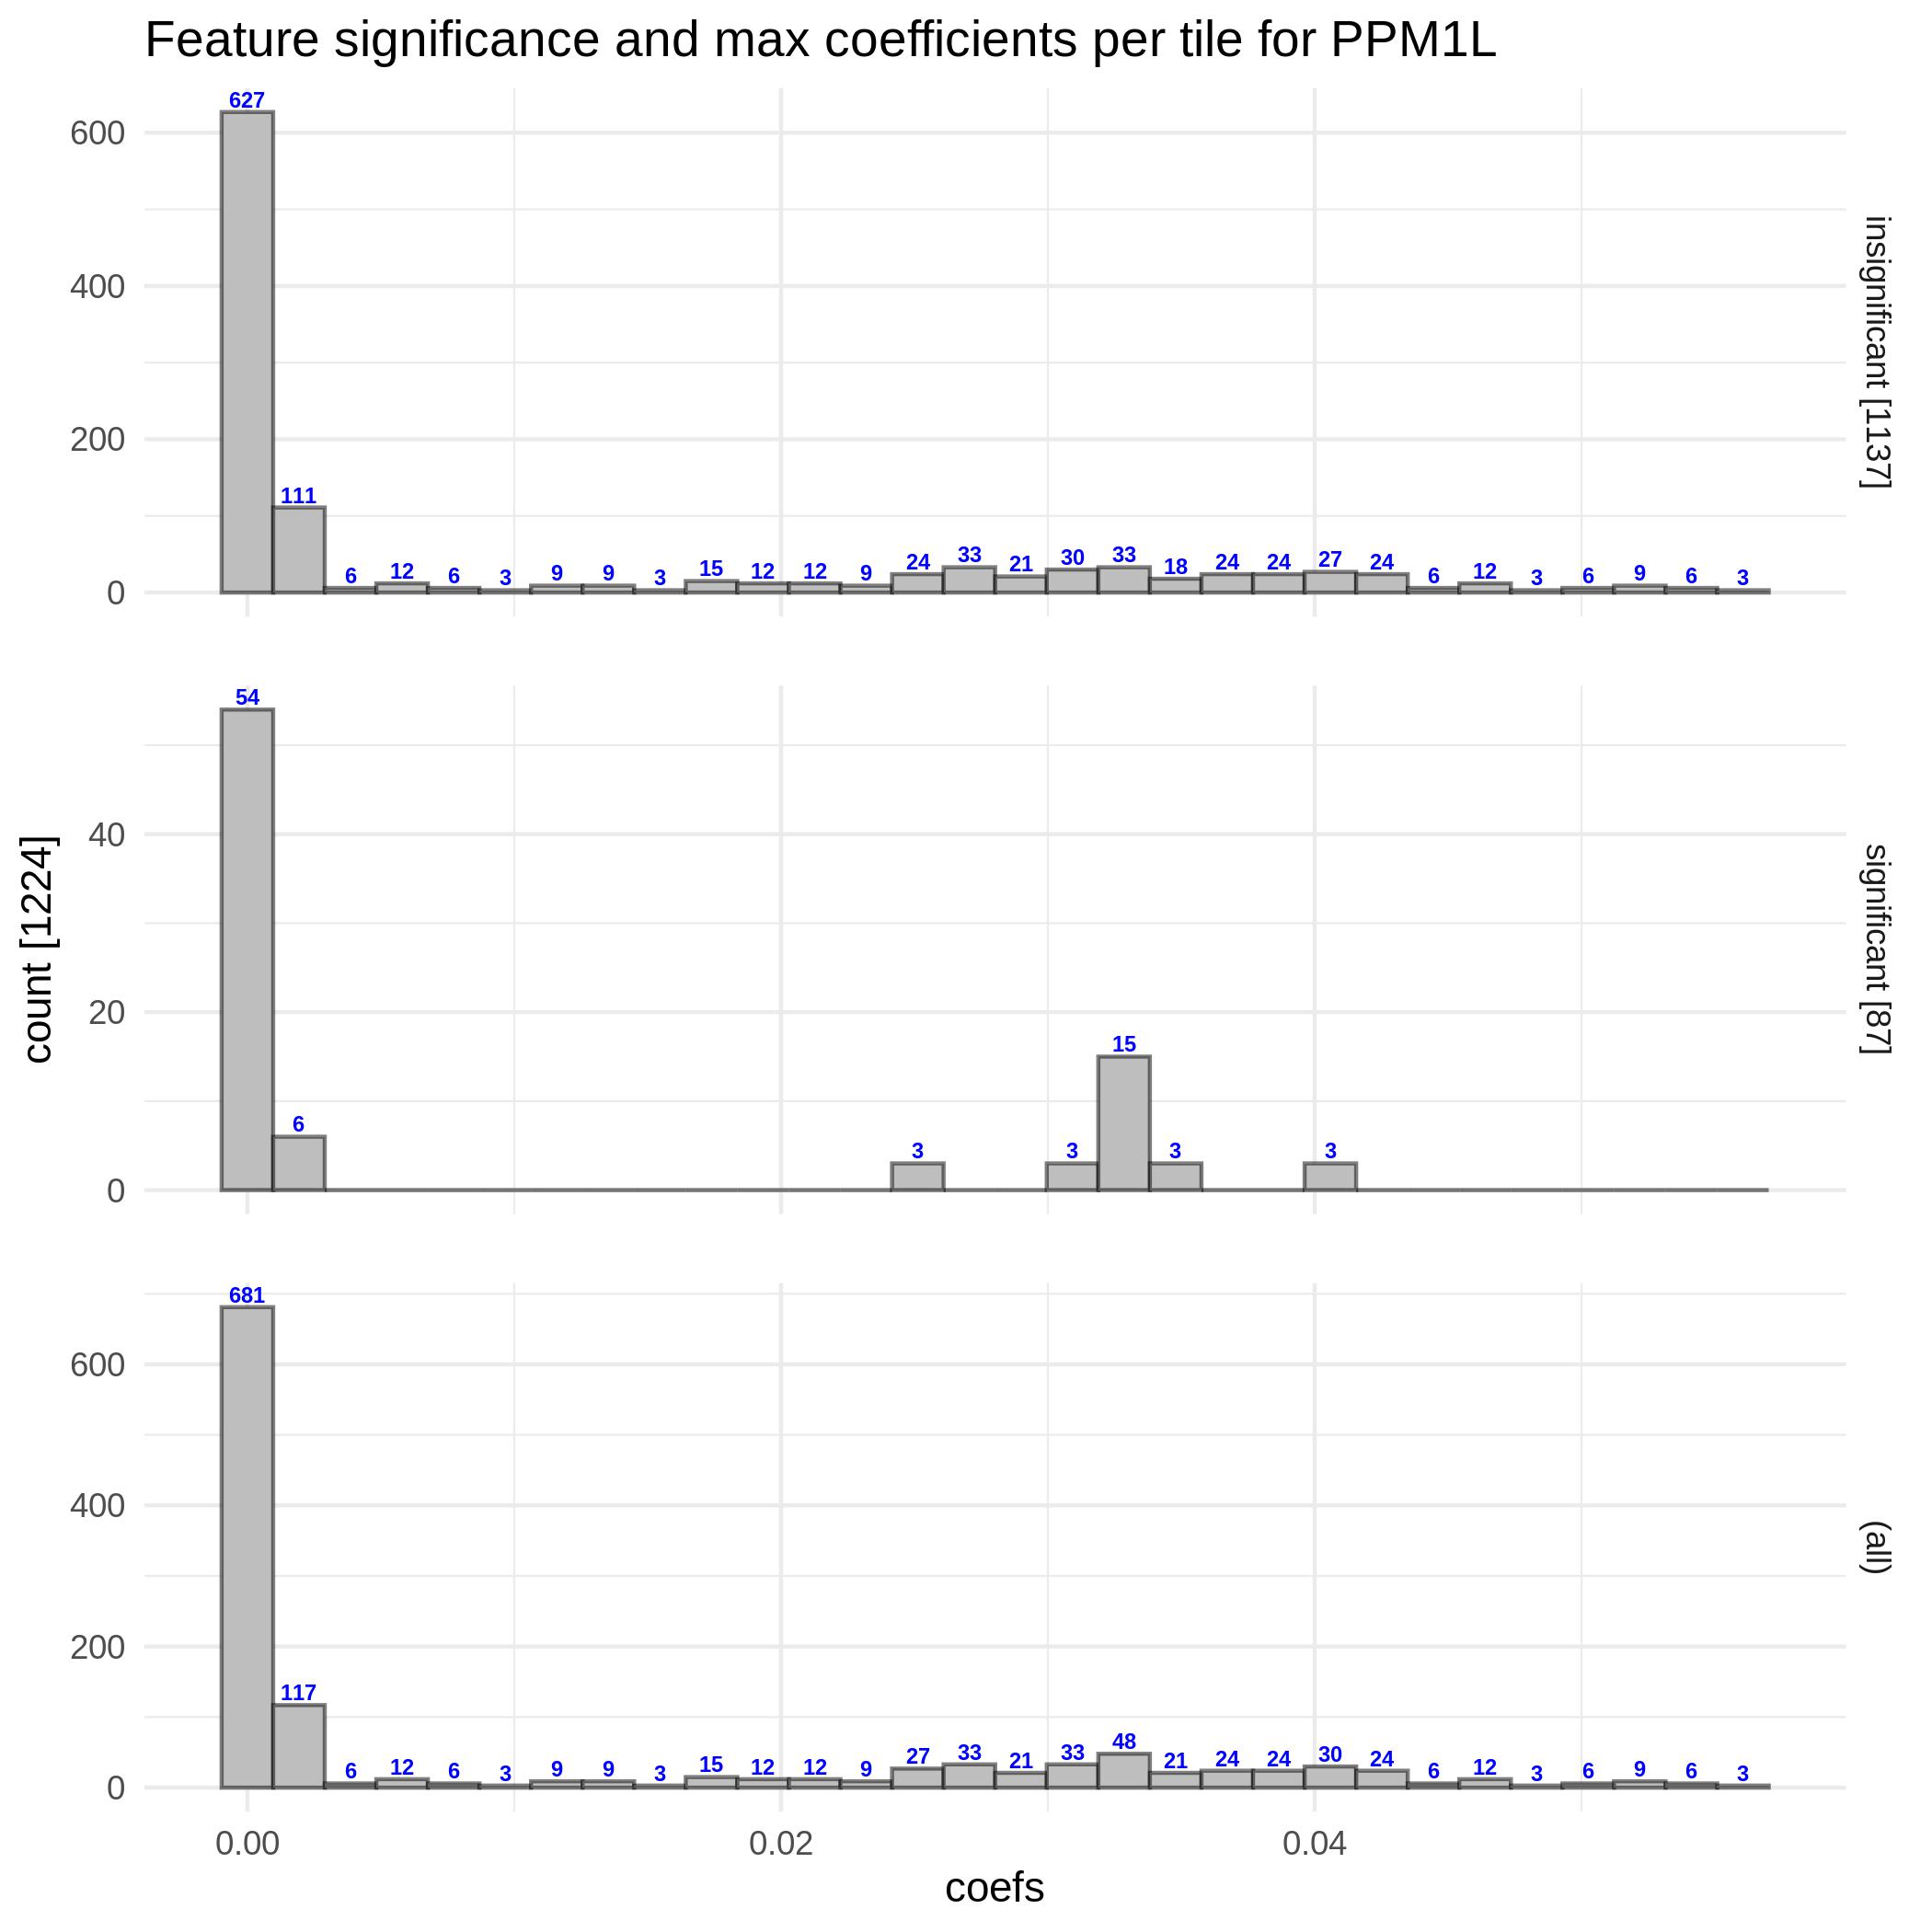 Feature significance and max coefficients per tile for PPM1L
627
600
400
200
111
6 12 6 3 9 9 3 15 12 12 9 24 33 21 30 33 18 24 24 27 24 6 12 3 6 9 6 3
0
insignificant [1137]
54
40
20
15
6 3 3 3 3
0
significant [87]
count [1224]
681
600
400
200
117
6 12 6 3 9 9 3 15 12 12 9 27 33 21 33 48 21 24 24 30 24 6 12 3 6 9 6 3
0
(all)
0.00 0.02 0.04
coefs